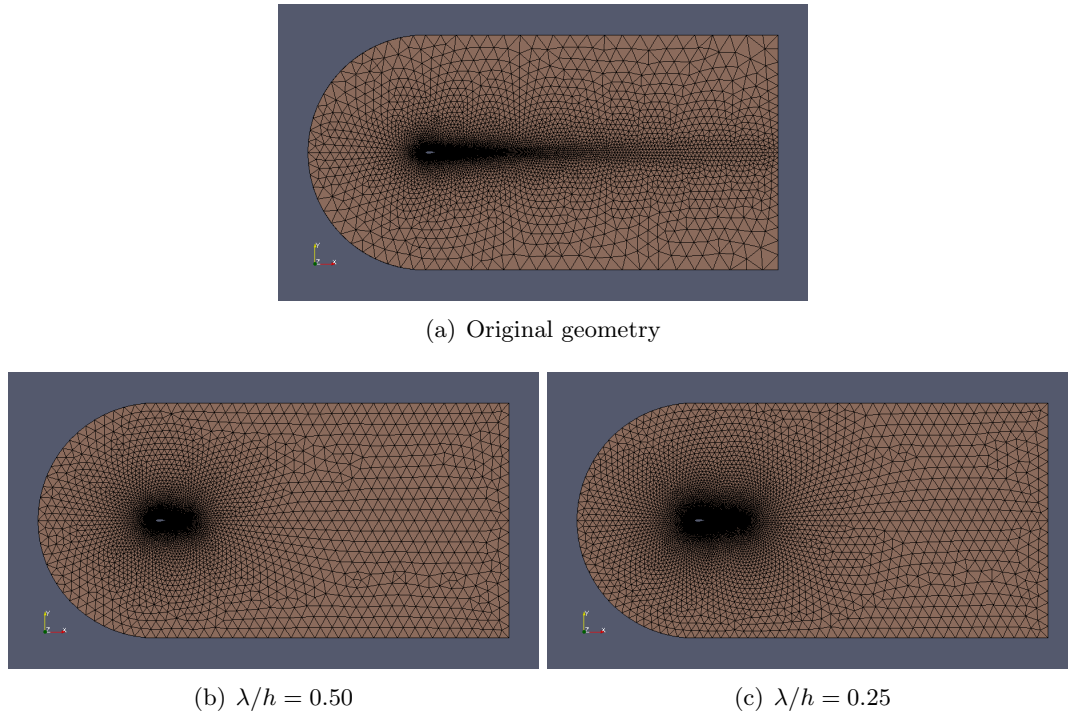 Y
Z
X
(a) Original geometry
Y
Z
X
Y
Z
X
(b) λ/h = 0.50
(c) λ/h = 0.25